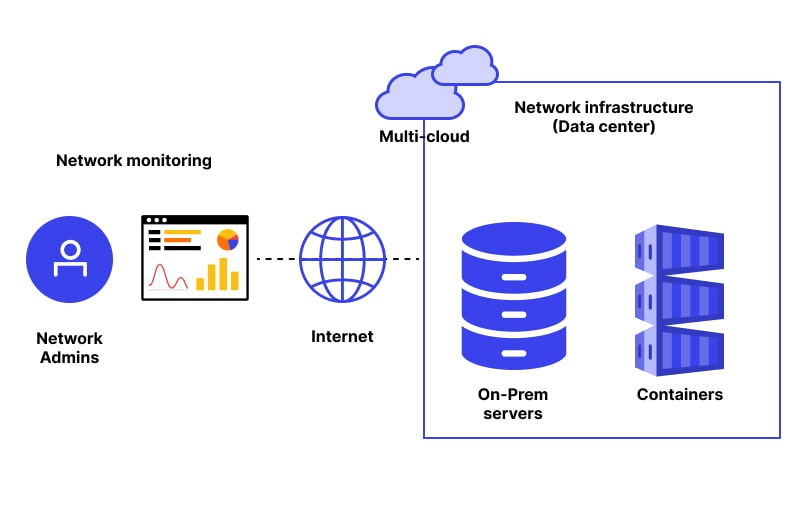 Multi-cloud
Network infrastructure
(Data center)
Network monitoring
Network
Admins
Internet
On-Prem
servers
Containers